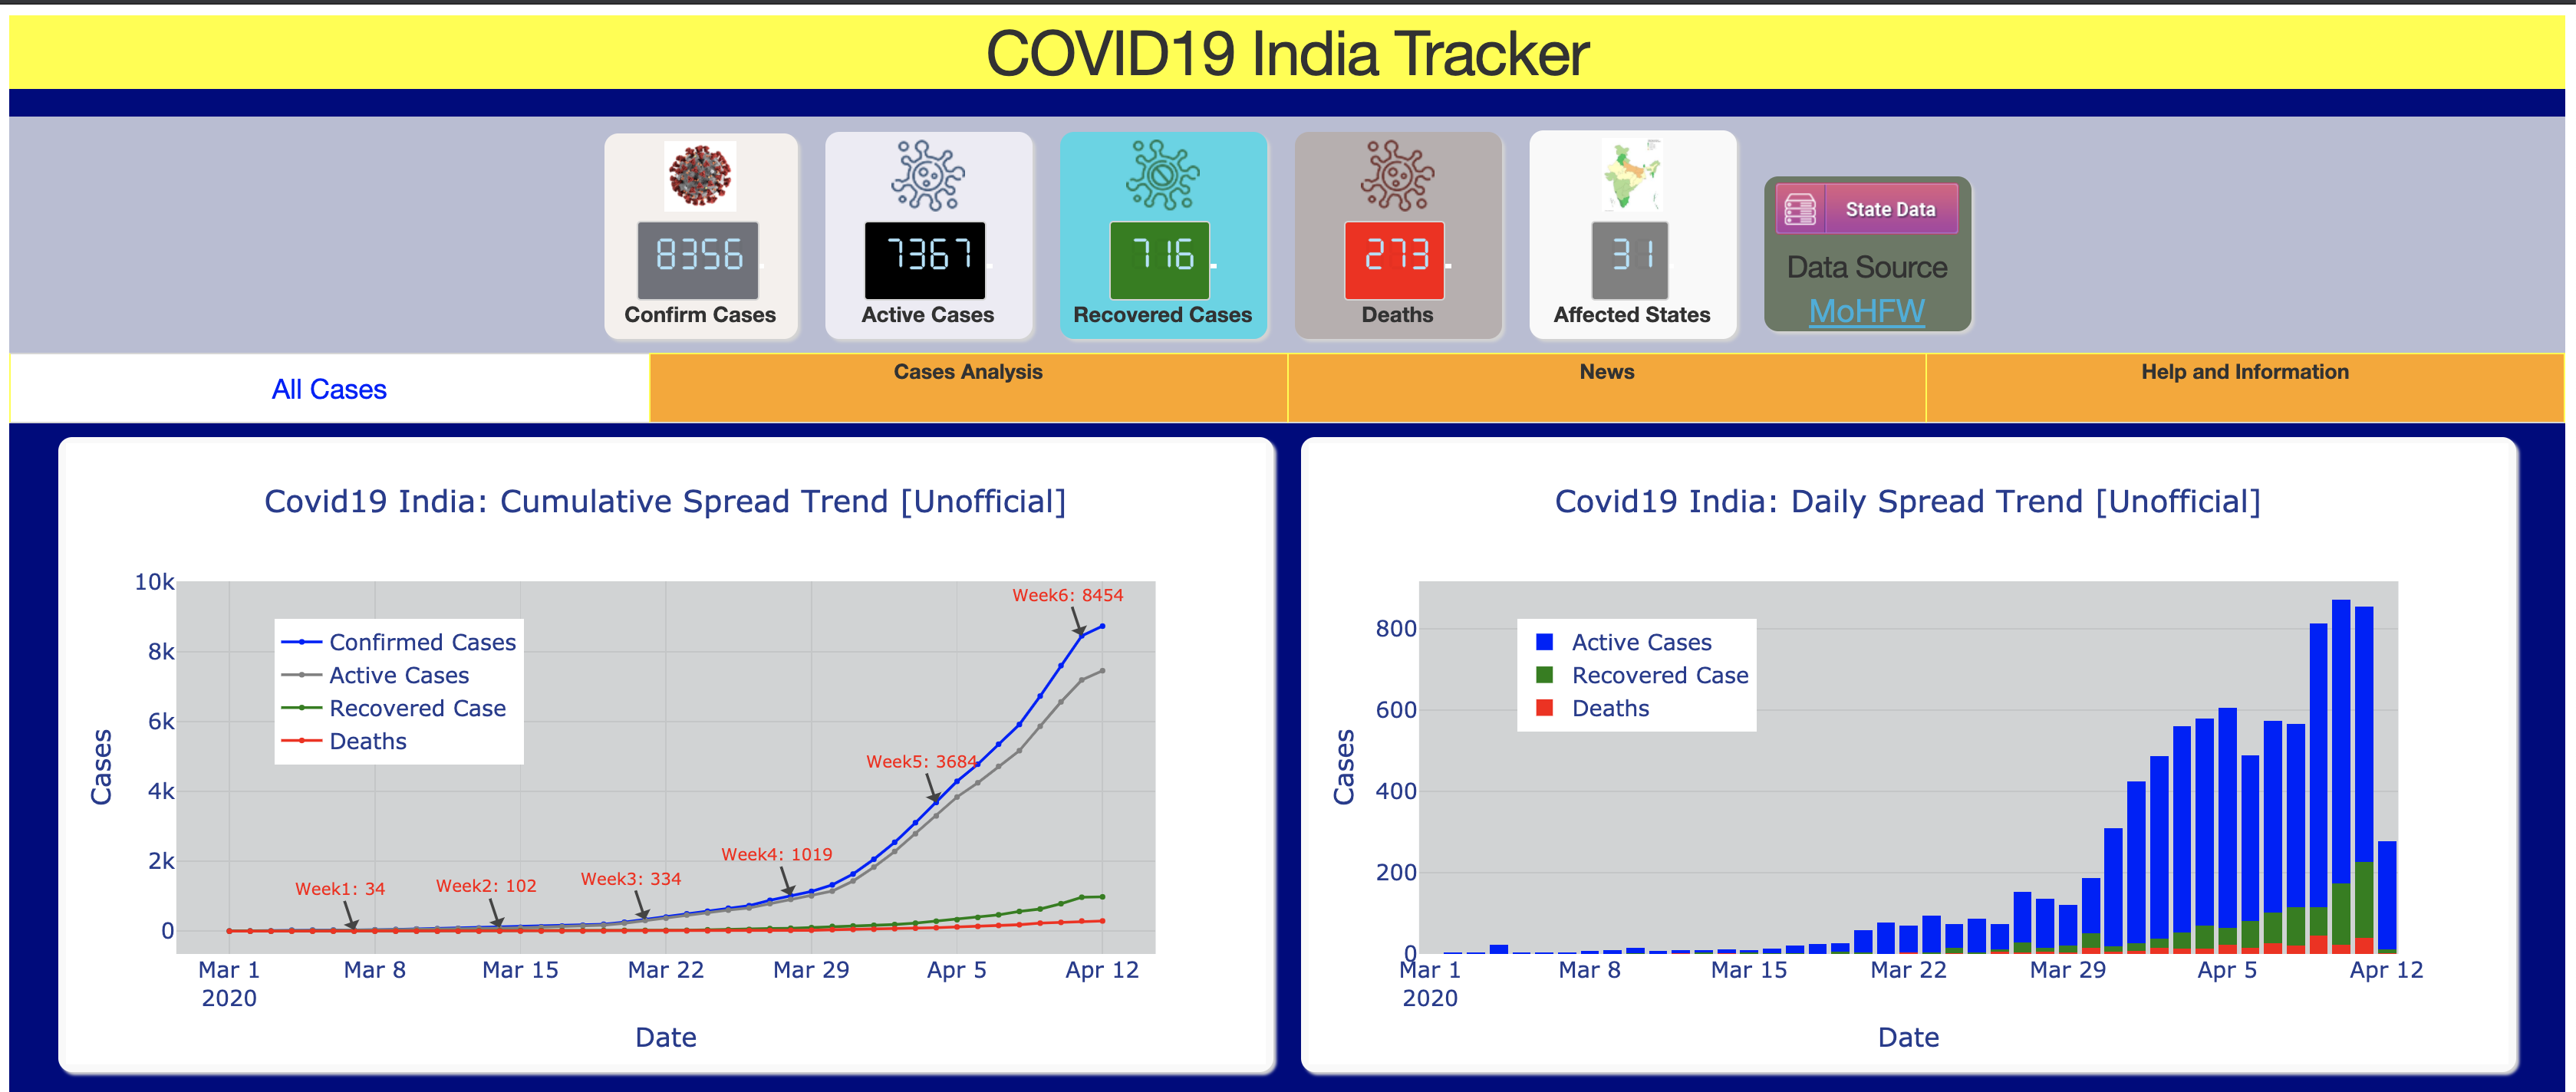 COVID19 India Tracker
8356
Confirm Cases
7367
Active Cases
716
Recovered Cases
273
Deaths
31
Affected States
State Data
Data Source
MoHFW
All Cases
Cases Analysis
News
Help and Information
Covid19 India: Cumulative Spread Trend [Unofficial]
10k
8k
6k
4k
2k
0
Cases
Confirmed Cases
Active Cases
Recovered Case
Deaths
Week1: 34
Week2: 102
Week3: 334
Week4: 1019
Week5: 3684
Week6: 8454
Mar 1
2020
Mar 8
Mar 15
Mar 22
Mar 29
Apr 5
Apr 12
Date
Covid19 India: Daily Spread Trend [Unofficial]
800
600
400
200
0
Cases
Active Cases
Recovered Case
Deaths
Mar 1
2020
Mar 8
Mar 15
Mar 22
Mar 29
Apr 5
Apr 12
Date